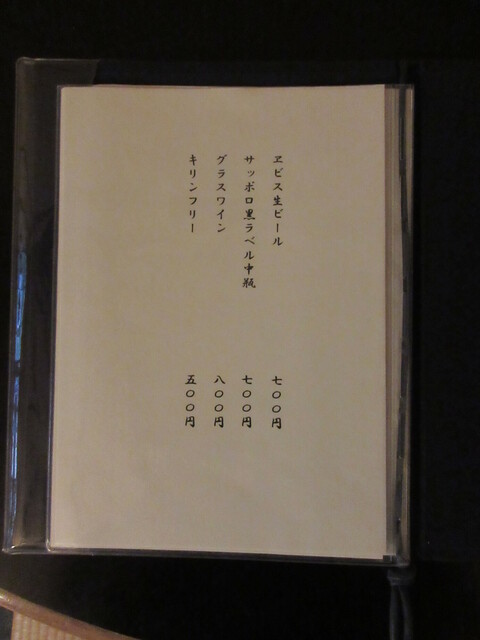 ヱビス生ビール 七〇〇円
サッポロ黒ラベル中瓶 七〇〇円
グラスワイン 八〇〇円
キリンフリー 五〇〇円